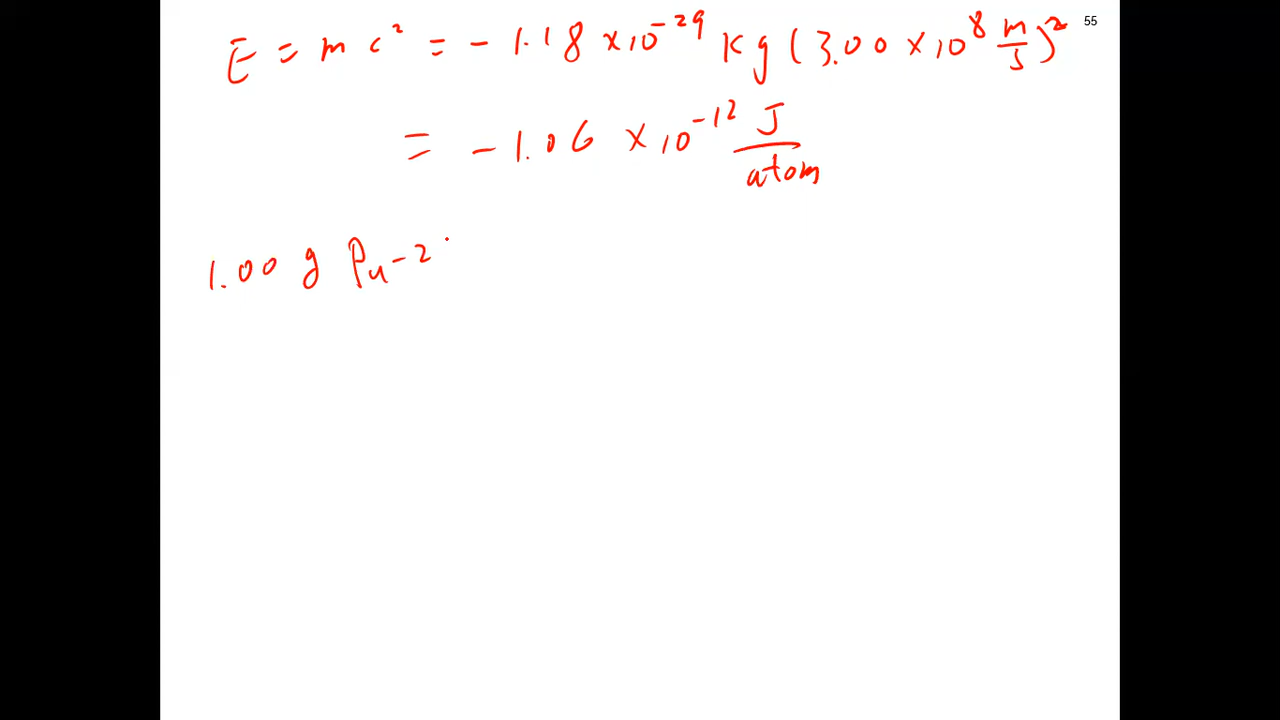 55
E = mc² = -1.18 × 10⁻²⁹ kg (3.00 × 10⁸ m/s)²
= -1.06 × 10⁻¹² J/atom
1.00 g Pu-2